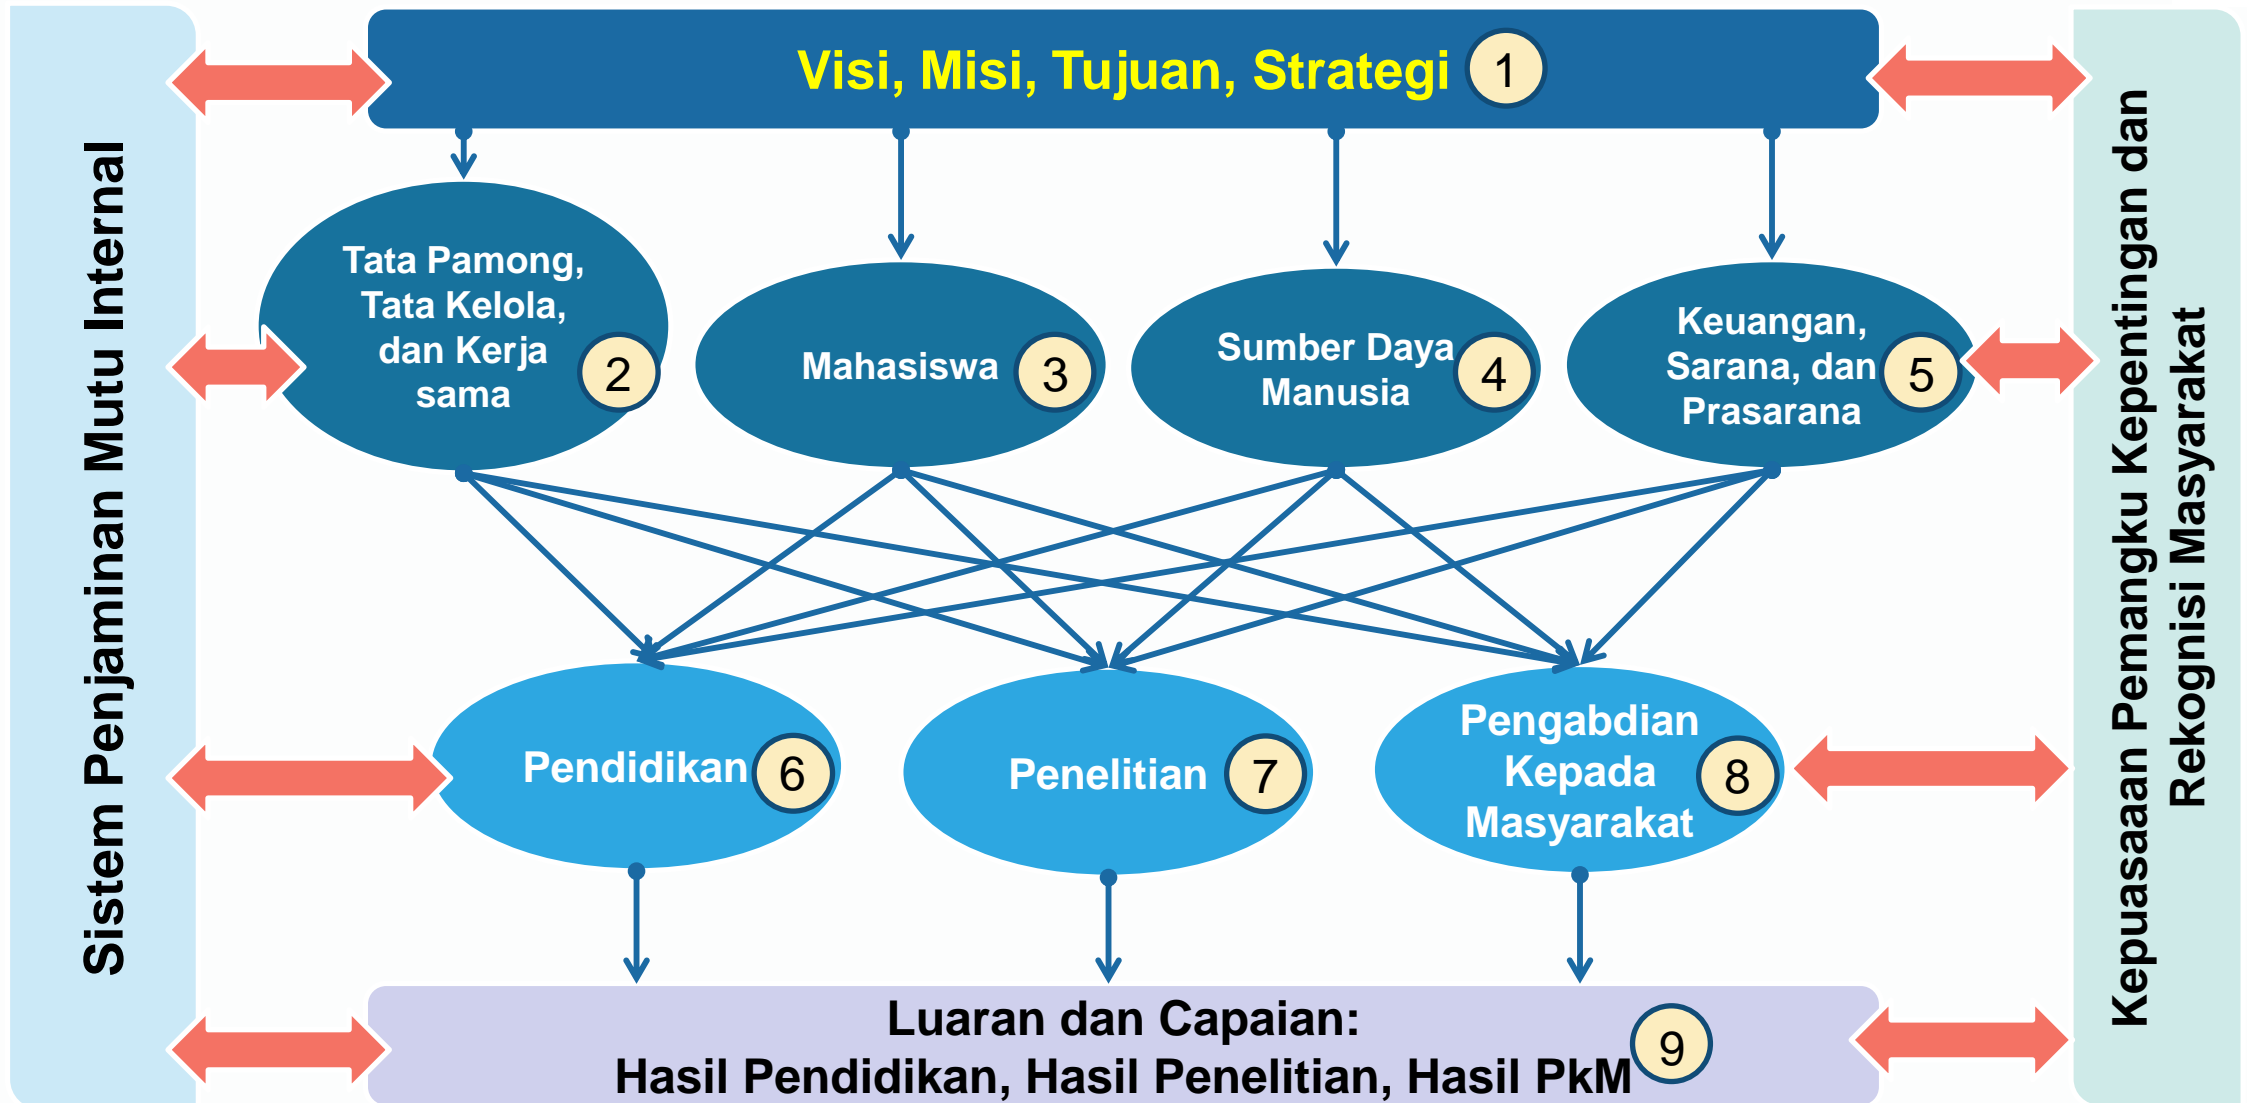 Visi, Misi, Tujuan, Strategi 1
Sistem Penjaminan Mutu Internal
Tata Pamong,
Tata Kelola,
dan Kerja
sama
2
Mahasiswa 3
Sumber Daya
Manusia
4
Keuangan,
Sarana, dan
Prasarana
5
Pendidikan 6
Penelitian 7
Pengabdian
Kepada
Masyarakat
8
Luaran dan Capaian:
Hasil Pendidikan, Hasil Penelitian, Hasil PkM
9
Kepuasaaan Pemangku Kepentingan dan
Rekognisi Masyarakat